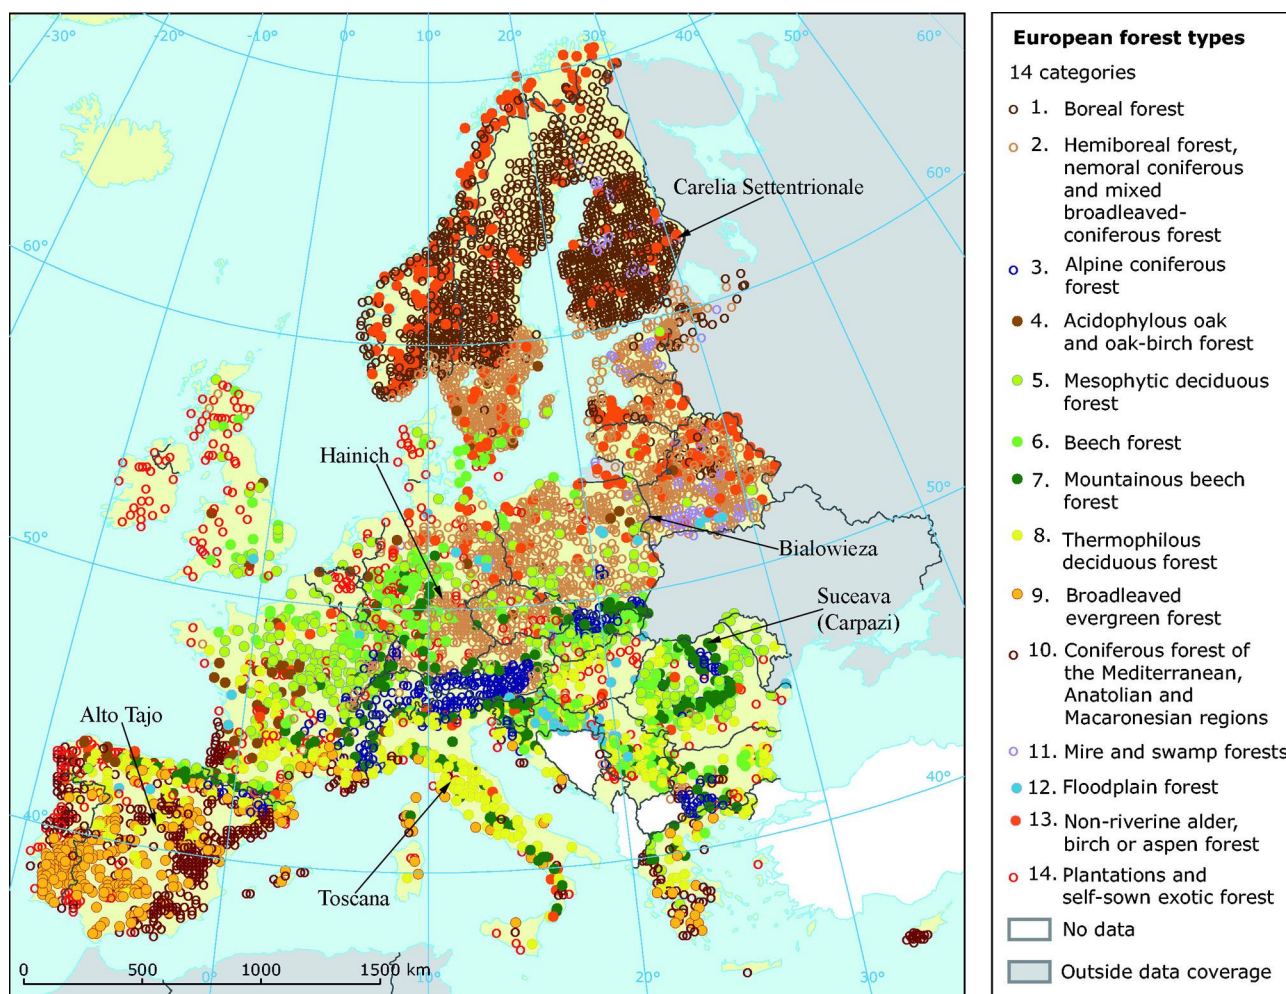 -30°
-20°
-10°
0°
10°
20°
30°
40°
50°
60°
60°
60°
50°
50°
40°
40°
0°
10°
20°
30°
Carelia Settentrionale
Hainich
Bialowieza
Suceava
(Carpazi)
Alto Tajo
Toscana
0 500 1000 1500 km
European forest types
14 categories
1. Boreal forest
2. Hemiboreal forest,
nemoral coniferous
and mixed
broadleaved-
coniferous forest
3. Alpine coniferous
forest
4. Acidophylous oak
and oak-birch forest
5. Mesophytic deciduous
forest
6. Beech forest
7. Mountainous beech
forest
8. Thermophilous
deciduous forest
9. Broadleaved
evergreen forest
10. Coniferous forest of
the Mediterranean,
Anatolian and
Macaronesian regions
11. Mire and swamp forests
12. Floodplain forest
13. Non-riverine alder,
birch or aspen forest
14. Plantations and
self-sown exotic forest
No data
Outside data coverage